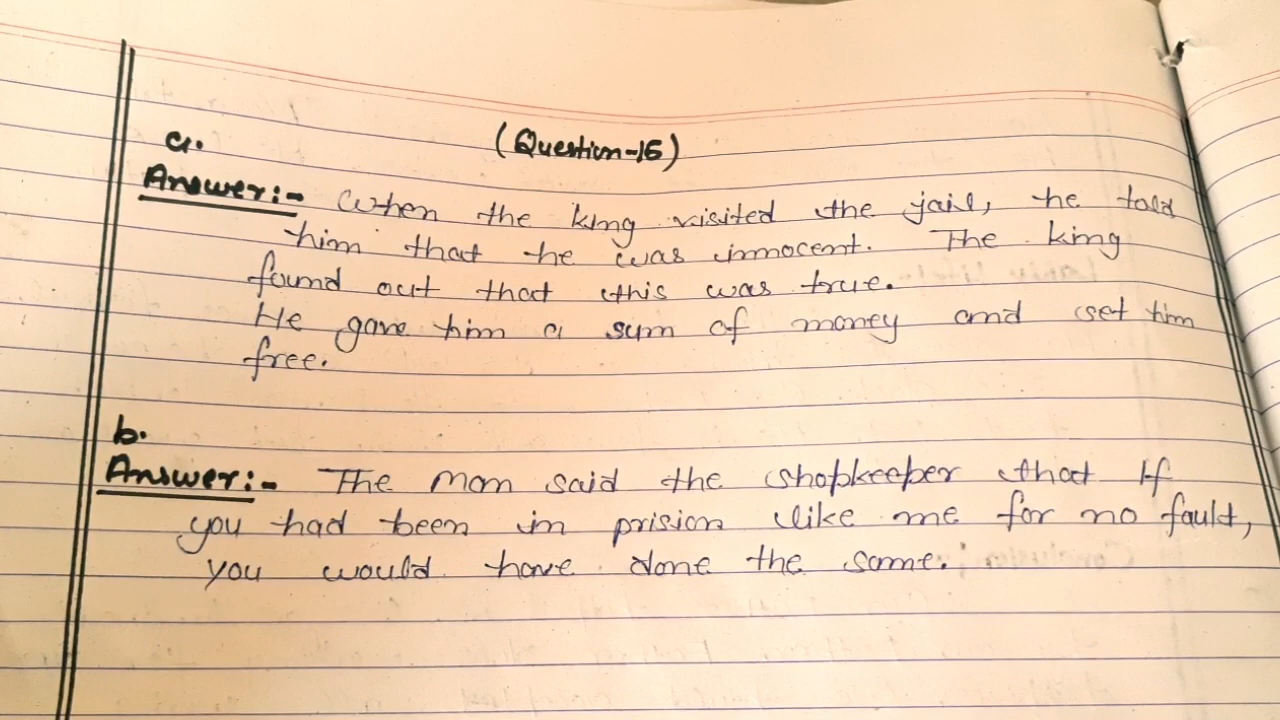 (Question-16)
a.
Answer:- When the king visited the jail, he told
him that he was innocent. The king
found out that this was true.
He gave him a sum of money and set him
free.
b.
Answer:- The man said the shopkeeper that If
you had been in prision like me for no fault,
you would have done the same.